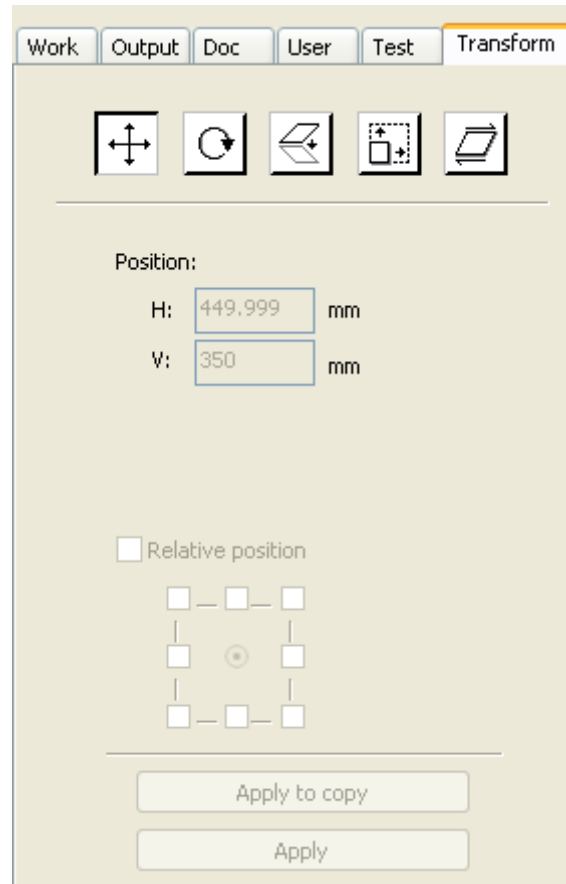 Work Output Doc User Test Transform
Position:
H: 449.999 mm
V: 350 mm
Relative position
Apply to copy
Apply